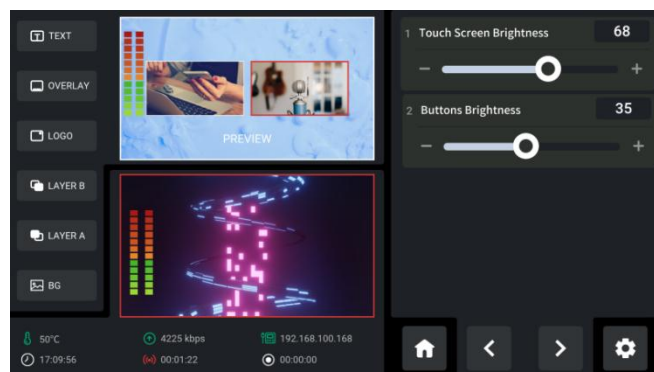 TEXT
OVERLAY
LOGO
LAYER B
LAYER A
BG
PREVIEW
50°C
4225 kbps
192.168.100.168
17:09:56
00:01:22
00:00:00
1 Touch Screen Brightness 68
− +
2 Buttons Brightness 35
− +